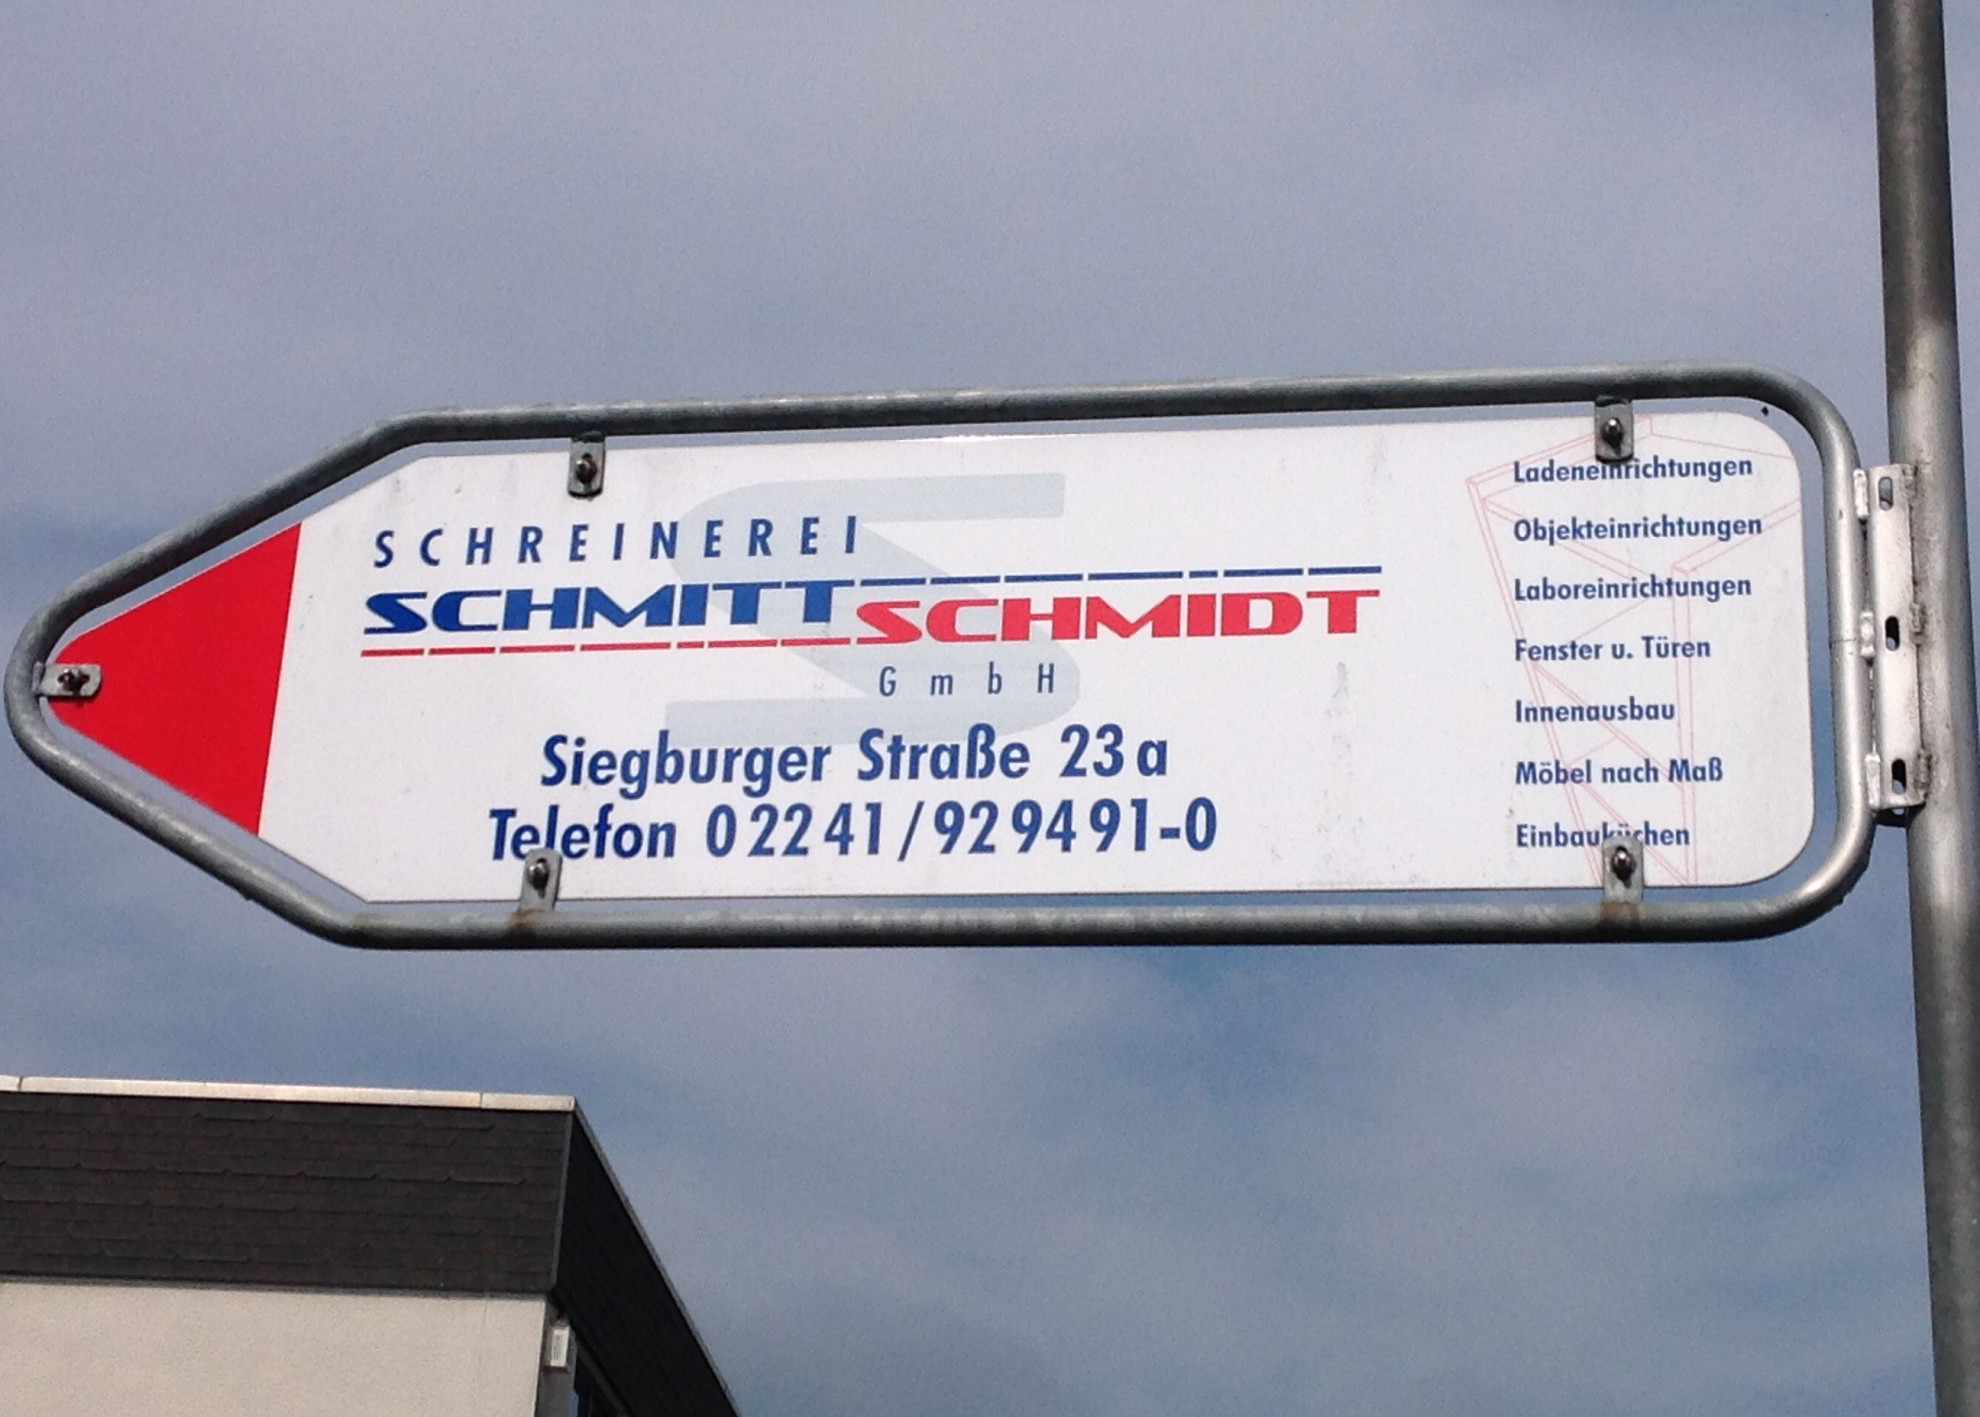 SCHREINEREI
SCHMITT SCHMIDT
GmbH
Siegburger Straße 23a
Telefon 02241/929491-0
Ladeneinrichtungen
Objekteinrichtungen
Laboreinrichtungen
Fenster u. Türen
Innenausbau
Möbel nach Maß
Einbauküchen